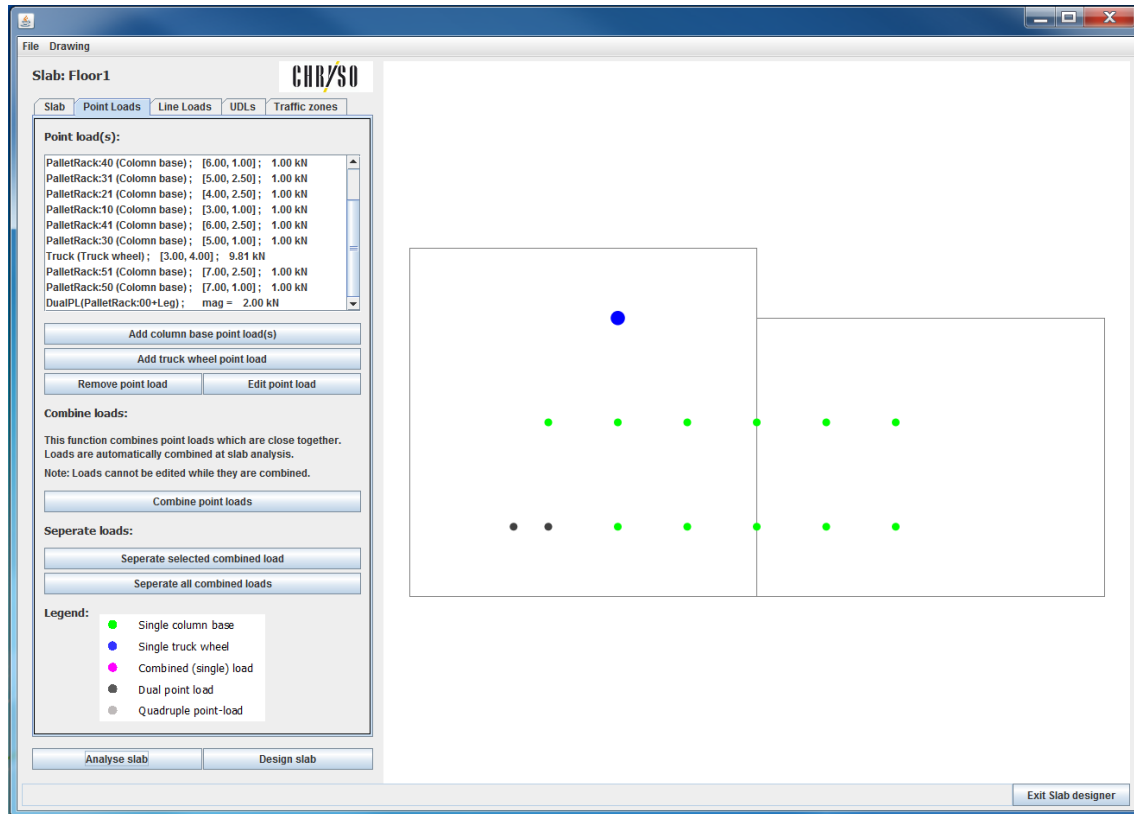 File Drawing
Slab: Floor1
CHRYSO
Slab Point Loads Line Loads UDLs Traffic zones
Point load(s):
PalletRack:40 (Colomn base) ; [6.00, 1.00] ; 1.00 kN
PalletRack:31 (Colomn base) ; [5.00, 2.50] ; 1.00 kN
PalletRack:21 (Colomn base) ; [4.00, 2.50] ; 1.00 kN
PalletRack:10 (Colomn base) ; [3.00, 1.00] ; 1.00 kN
PalletRack:41 (Colomn base) ; [6.00, 2.50] ; 1.00 kN
PalletRack:30 (Colomn base) ; [5.00, 1.00] ; 1.00 kN
Truck (Truck wheel) ; [3.00, 4.00] ; 9.81 kN
PalletRack:51 (Colomn base) ; [7.00, 2.50] ; 1.00 kN
PalletRack:50 (Colomn base) ; [7.00, 1.00] ; 1.00 kN
DualPL(PalletRack:00+Leg) ; mag = 2.00 kN
Add column base point load(s)
Add truck wheel point load
Remove point load Edit point load
Combine loads:
This function combines point loads which are close together.
Loads are automatically combined at slab analysis.
Note: Loads cannot be edited while they are combined.
Combine point loads
Seperate loads:
Seperate selected combined load
Seperate all combined loads
Legend:
Single column base
Single truck wheel
Combined (single) load
Dual point load
Quadruple point-load
Analyse slab Design slab
Exit Slab designer